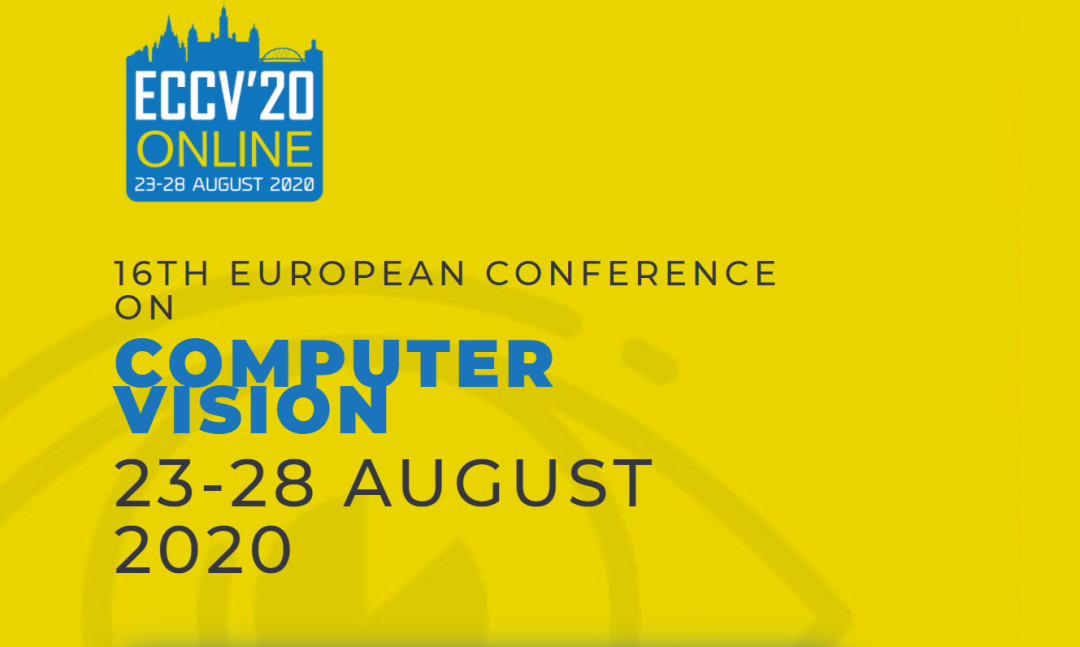 ECCV'20
ONLINE
23-28 AUGUST 2020
16TH EUROPEAN CONFERENCE
ON
COMPUTER
VISION
23-28 AUGUST
2020